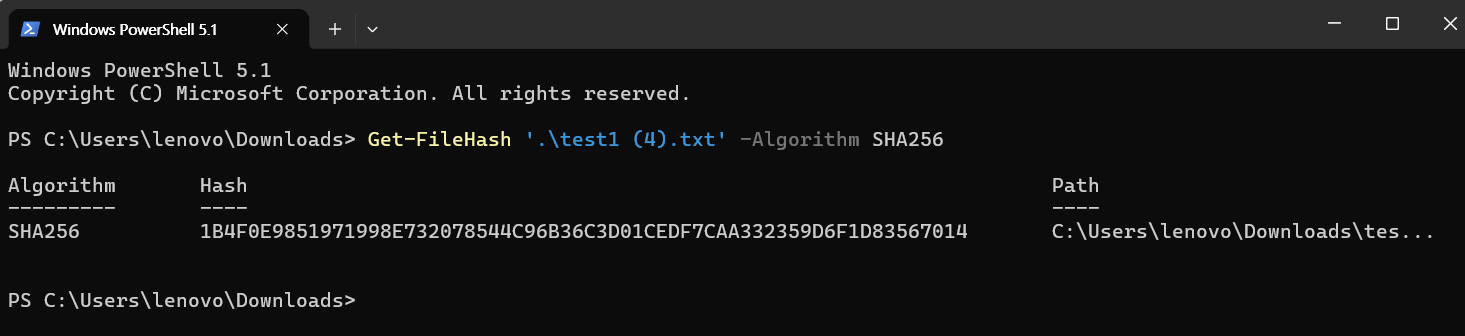 Windows PowerShell 5.1
Windows PowerShell 5.1
Copyright (C) Microsoft Corporation. All rights reserved.
PS C:\Users\lenovo\Downloads> Get-FileHash '.\test1 (4).txt' -Algorithm SHA256
Algorithm       Hash                                                                   Path
---------       ----                                                                   ----
SHA256          1B4F0E9851971998E732078544C96B36C3D01CEDF7CAA332359D6F1D83567014       C:\Users\lenovo\Downloads\tes...
PS C:\Users\lenovo\Downloads>